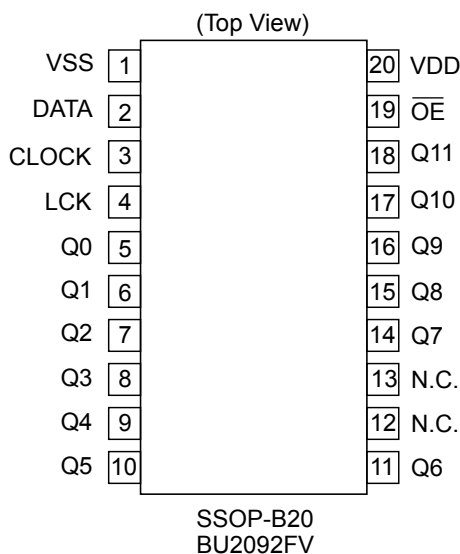 (Top View)
VSS 1 20 VDD
DATA 2 19 O̅E̅
CLOCK 3 18 Q11
LCK 4 17 Q10
Q0 5 16 Q9
Q1 6 15 Q8
Q2 7 14 Q7
Q3 8 13 N.C.
Q4 9 12 N.C.
Q5 10 11 Q6
SSOP-B20
BU2092FV